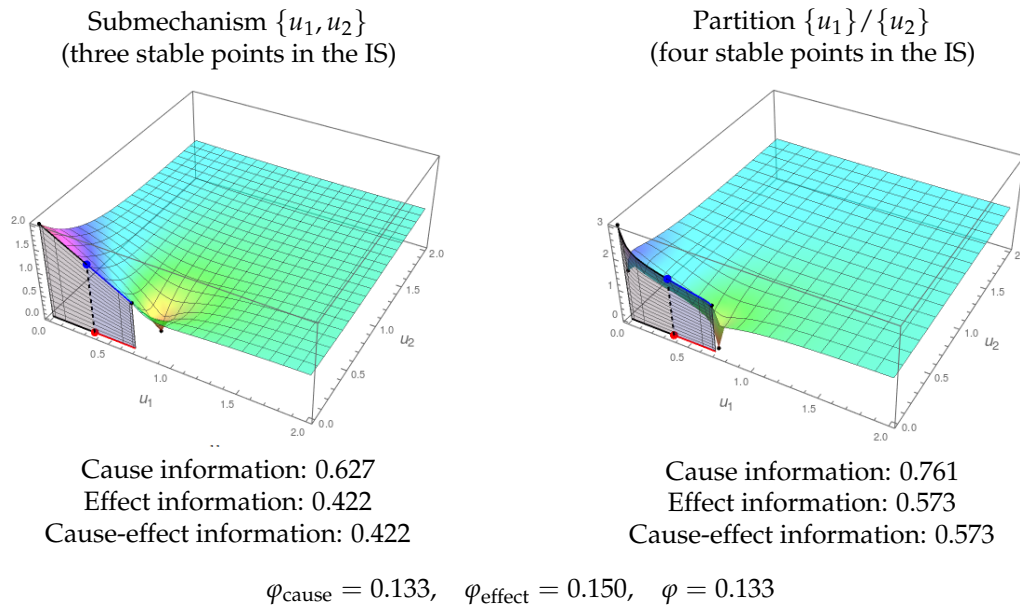 Submechanism {u₁, u₂}
(three stable points in the IS)
Partition {u₁}/{u₂}
(four stable points in the IS)
2.0
1.5
1.0
0.5
0.0
0.0
0.5
1.0
1.5
2.0
u₁
0.0
0.5
1.0
1.5
2.0
u₂
3
2
1
0
0.0
0.5
1.0
1.5
2.0
u₁
0.0
0.5
1.0
1.5
u₂
Cause information: 0.627
Effect information: 0.422
Cause-effect information: 0.422
Cause information: 0.761
Effect information: 0.573
Cause-effect information: 0.573
φcause = 0.133, φeffect = 0.150, φ = 0.133